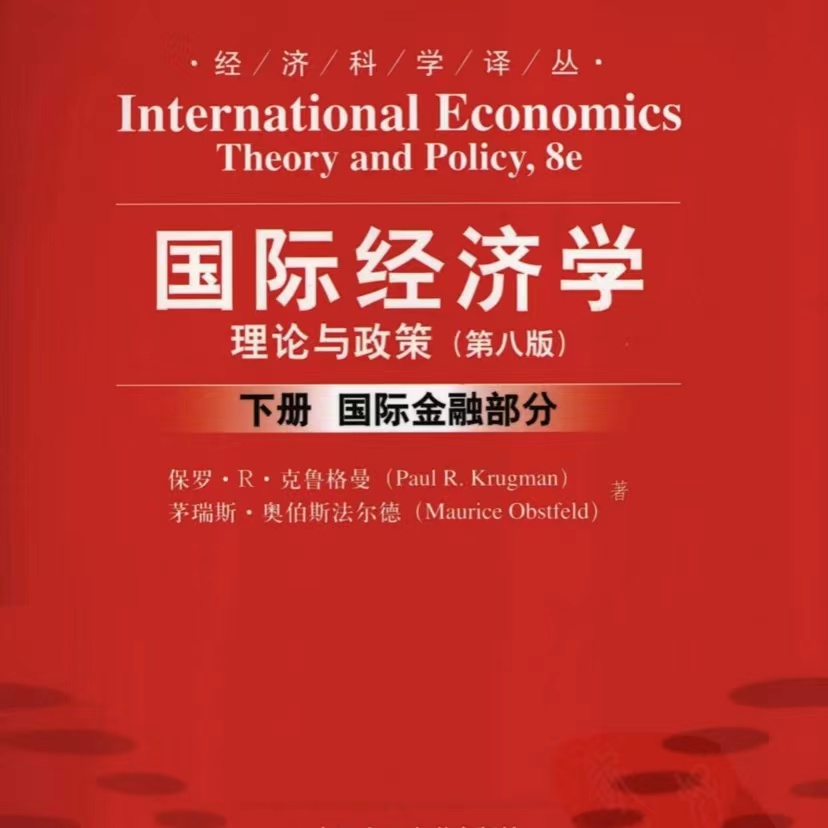 ·经/济/科/学/译/丛·
International Economics
Theory and Policy, 8e
国际经济学
理论与政策（第八版）
下册 国际金融部分
保罗·R·克鲁格曼（Paul R. Krugman）
茅瑞斯·奥伯斯法尔德（Maurice Obstfeld）
著